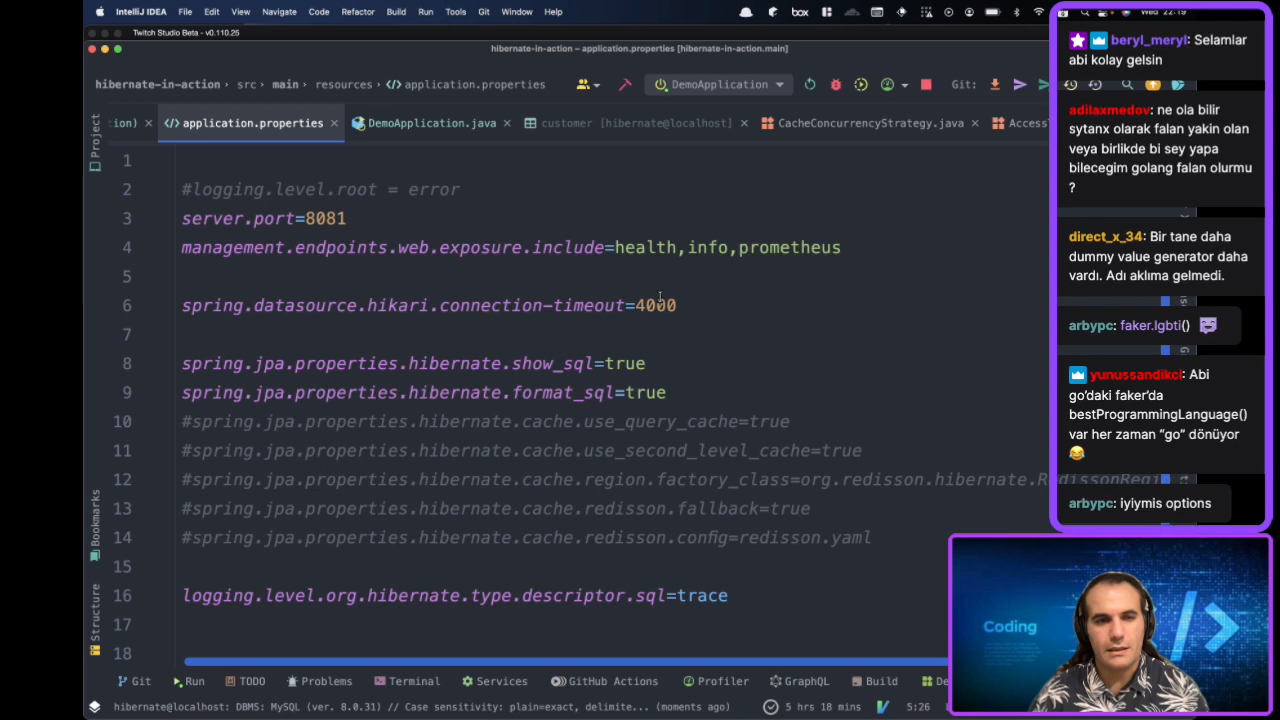 IntelliJ IDEA File Edit View Navigate Code Refactor Build Run Tools Git Window Help
box
Wed 22:19
Twitch Studio Beta - v0.110.25
hibernate-in-action – application.properties [hibernate-in-action.main]
hibernate-in-action › src › main › resources › application.properties
DemoApplication
Git:
tion) ×
application.properties ×
DemoApplication.java ×
customer [hibernate@localhost] ×
CacheConcurrencyStrategy.java ×
Access
Project
Bookmarks
Structure
1
2 #logging.level.root = error
3 server.port=8081
4 management.endpoints.web.exposure.include=health,info,prometheus
5
6 spring.datasource.hikari.connection-timeout=4000
7
8 spring.jpa.properties.hibernate.show_sql=true
9 spring.jpa.properties.hibernate.format_sql=true
10 #spring.jpa.properties.hibernate.cache.use_query_cache=true
11 #spring.jpa.properties.hibernate.cache.use_second_level_cache=true
12 #spring.jpa.properties.hibernate.cache.region.factory_class=org.redisson.hibernate.RedissonRegi
13 #spring.jpa.properties.hibernate.cache.redisson.fallback=true
14 #spring.jpa.properties.hibernate.cache.redisson.config=redisson.yaml
15
16 logging.level.org.hibernate.type.descriptor.sql=trace
17
18
Git Run TODO Problems Terminal Services GitHub Actions Profiler GraphQL Build De
hibernate: DBMS: MySQL (ver. 8.0.31) // Case sensitivity: plain=exact, delimite... (moments ago)
5 hrs 18 mins
5:26
beryl_meryl: Selamlar
abi kolay gelsin
adilaxmedov: ne ola bilir
sytanx olarak falan yakin olan
veya birlikde bi sey yapa
bilecegim golang falan olurmu
?
direct_x_34: Bir tane daha
dummy value generator daha
vardı. Adı aklıma gelmedi.
arbypc: faker.lgbti()
yunussandikci: Abi
go’daki faker’da
bestProgrammingLanguage()
var her zaman “go” dönüyor
arbypc: iyiymis options
Coding